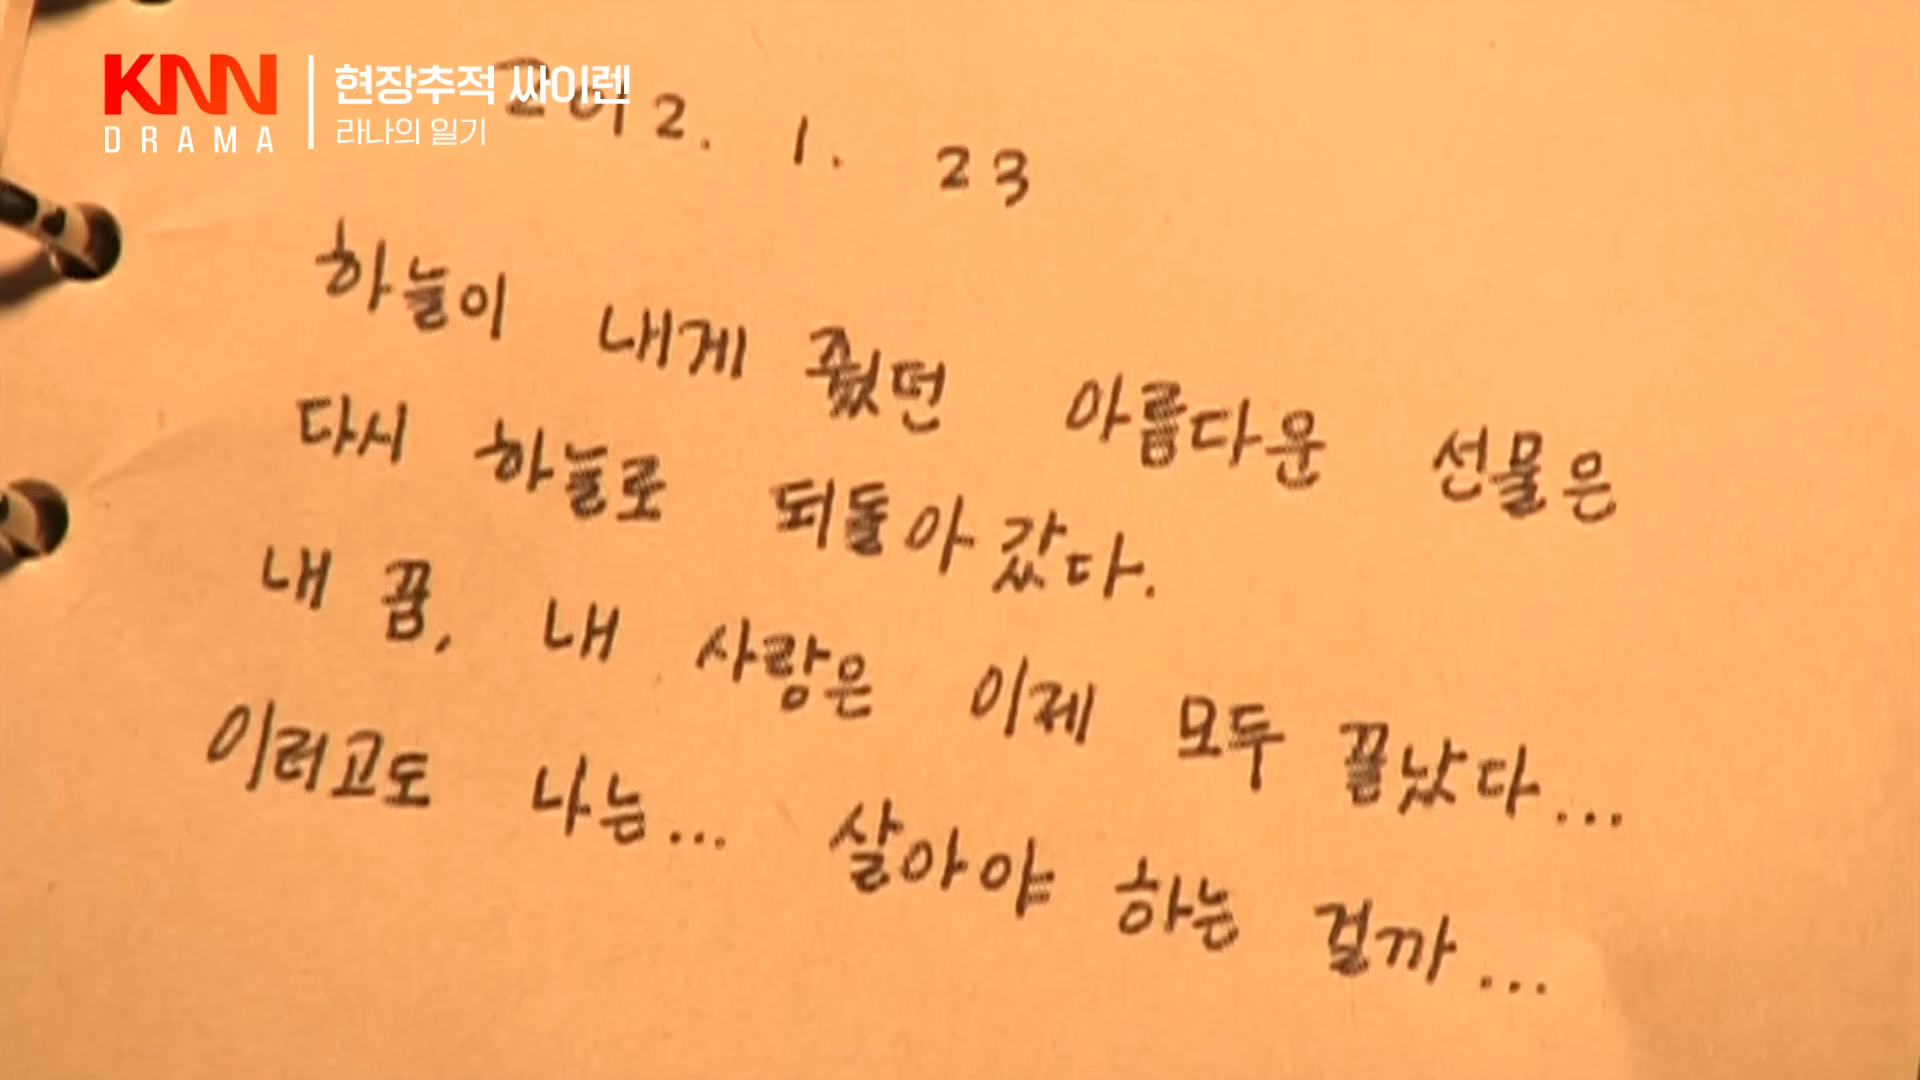 KNN
DRAMA
현장추적 싸이렌
라나의 일기
2012. 1. 23
하늘이 내게 줬던 아름다운 선물은
다시 하늘로 되돌아 갔다.
내 꿈, 내 사랑은 이제 모두 끝났다...
이러고도 나는... 살아야 하는 걸까...